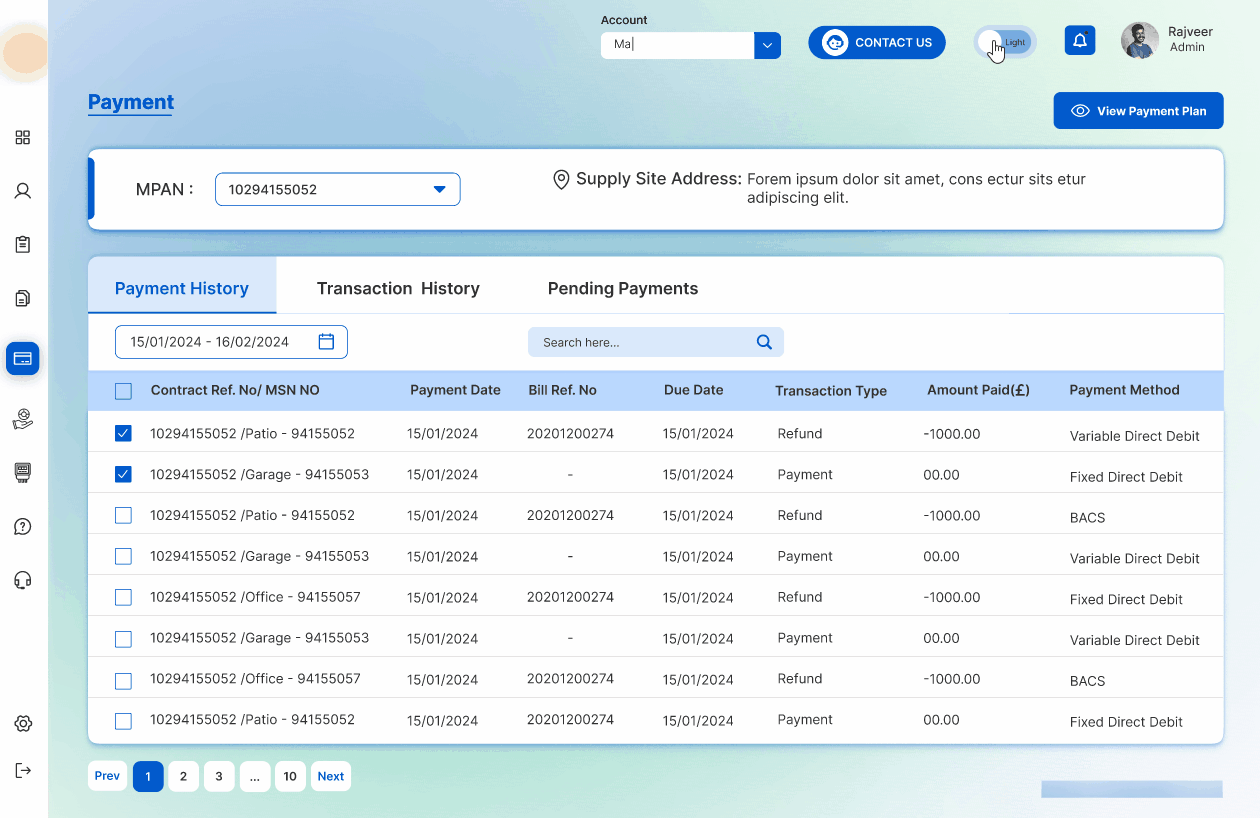 Account
Ma
CONTACT US
Light
Rajveer
Admin
Payment
View Payment Plan
MPAN :
10294155052
Supply Site Address: Forem ipsum dolor sit amet, cons ectur sits etur
adipiscing elit.
Payment History
Transaction History
Pending Payments
15/01/2024 - 16/02/2024
Search here...
Contract Ref. No/ MSN NO Payment Date Bill Ref. No Due Date Transaction Type Amount Paid(£) Payment Method
10294155052 /Patio - 94155052 15/01/2024 20201200274 15/01/2024 Refund -1000.00 Variable Direct Debit
10294155052 /Garage - 94155053 15/01/2024 - 15/01/2024 Payment 00.00 Fixed Direct Debit
10294155052 /Patio - 94155052 15/01/2024 20201200274 15/01/2024 Refund -1000.00 BACS
10294155052 /Garage - 94155053 15/01/2024 - 15/01/2024 Payment 00.00 Variable Direct Debit
10294155052 /Office - 94155057 15/01/2024 20201200274 15/01/2024 Refund -1000.00 Fixed Direct Debit
10294155052 /Garage - 94155053 15/01/2024 - 15/01/2024 Payment 00.00 Variable Direct Debit
10294155052 /Office - 94155057 15/01/2024 20201200274 15/01/2024 Refund -1000.00 BACS
10294155052 /Patio - 94155052 15/01/2024 20201200274 15/01/2024 Payment 00.00 Fixed Direct Debit
Prev 1 2 3 ... 10 Next